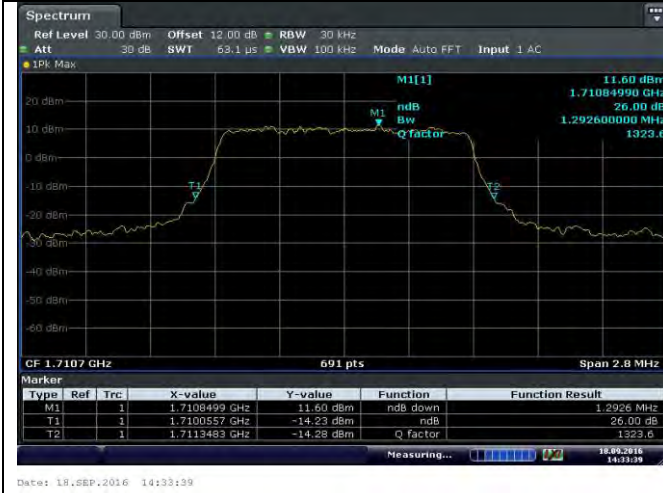 Spectrum
Ref Level 30.00 dBm Offset 12.00 dB RBW 30 kHz
Att 30 dB SWT 63.1 µs VBW 100 kHz Mode Auto FFT Input 1 AC
1Pk Max
M1[1] 11.60 dBm
1.71084990 GHz
20 dBm
ndB 26.00 dB
M1
Bw 1.292600000 MHz
10 dBm
Q factor 1323.6
0 dBm
-10 dBm
T1
T2
-20 dBm
-30 dBm
-40 dBm
-50 dBm
-60 dBm
CF 1.7107 GHz 691 pts Span 2.8 MHz
Marker
Type Ref Trc X-value Y-value Function Function Result
M1 1 1.7108499 GHz 11.60 dBm ndB down 1.2926 MHz
T1 1 1.7100557 GHz -14.23 dBm ndB 26.00 dB
T2 1 1.7113483 GHz -14.28 dBm Q factor 1323.6
Measuring... 18.09.2016
14:33:39
Date: 18.SEP.2016 14:33:39